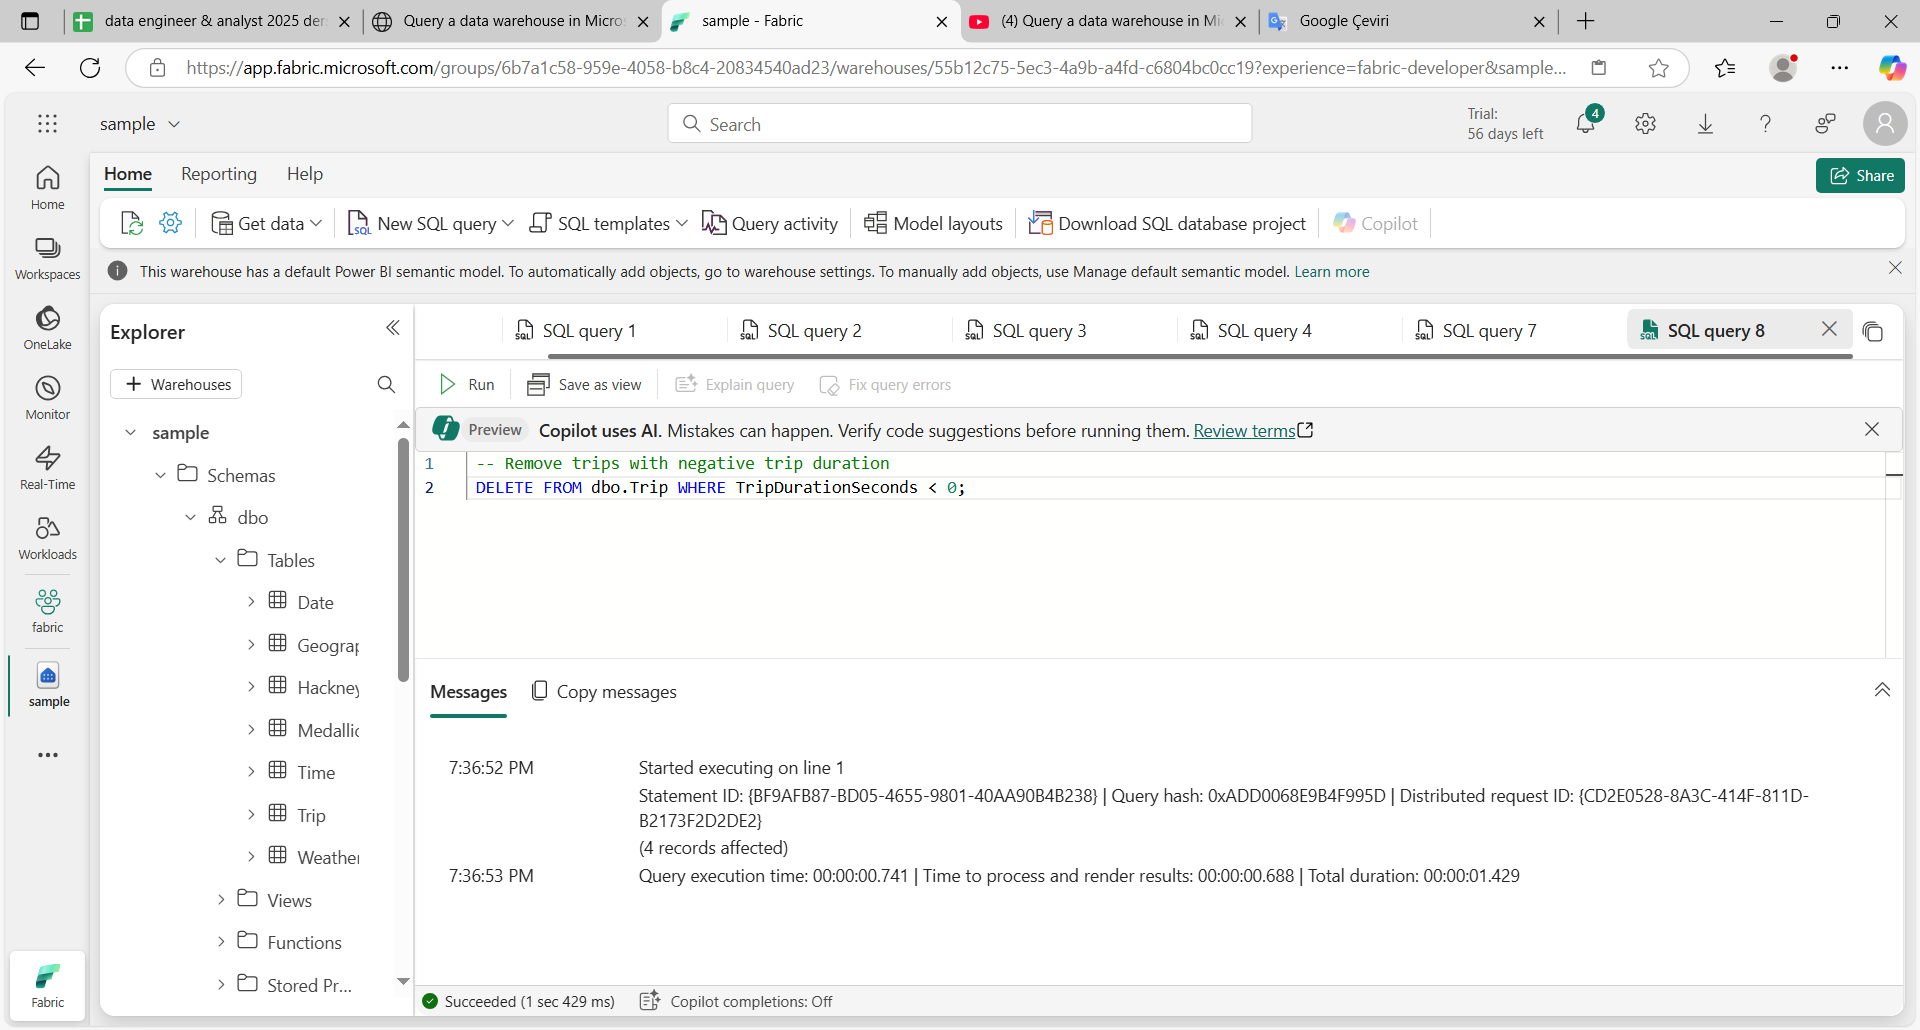 data engineer & analyst 2025 der
Query a data warehouse in Micros
sample - Fabric
(4) Query a data warehouse in Mi
Google Çeviri
https://app.fabric.microsoft.com/groups/6b7a1c58-959e-4058-b8c4-20834540ad23/warehouses/55b12c75-5ec3-4a9b-a4fd-c6804bc0cc19?experience=fabric-developer&sample...
sample
Search
Trial:
56 days left
4
Home
Reporting
Help
Share
Get data
New SQL query
SQL templates
Query activity
Model layouts
Download SQL database project
Copilot
This warehouse has a default Power BI semantic model. To automatically add objects, go to warehouse settings. To manually add objects, use Manage default semantic model. Learn more
Home
Workspaces
OneLake
Monitor
Real-Time
Workloads
fabric
sample
Fabric
Explorer
+ Warehouses
sample
Schemas
dbo
Tables
Date
Geograp
Hackney
Medallic
Time
Trip
Weather
Views
Functions
Stored Pr...
SQL query 1
SQL query 2
SQL query 3
SQL query 4
SQL query 7
SQL query 8
Run
Save as view
Explain query
Fix query errors
Preview
Copilot uses AI. Mistakes can happen. Verify code suggestions before running them. Review terms
1 -- Remove trips with negative trip duration
2 DELETE FROM dbo.Trip WHERE TripDurationSeconds < 0;
Messages
Copy messages
7:36:52 PM Started executing on line 1
Statement ID: {BF9AFB87-BD05-4655-9801-40AA90B4B238} | Query hash: 0xADD0068E9B4F995D | Distributed request ID: {CD2E0528-8A3C-414F-811D-
B2173F2D2DE2}
(4 records affected)
7:36:53 PM Query execution time: 00:00:00.741 | Time to process and render results: 00:00:00.688 | Total duration: 00:00:01.429
Succeeded (1 sec 429 ms)
Copilot completions: Off